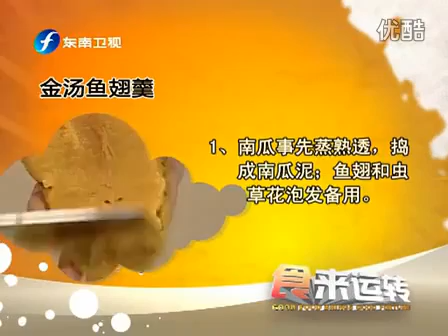 东南卫视
优酷
金汤鱼翅羹
1、南瓜事先蒸熟透，捣
成南瓜泥；鱼翅和虫
草花泡发备用。
食来运转